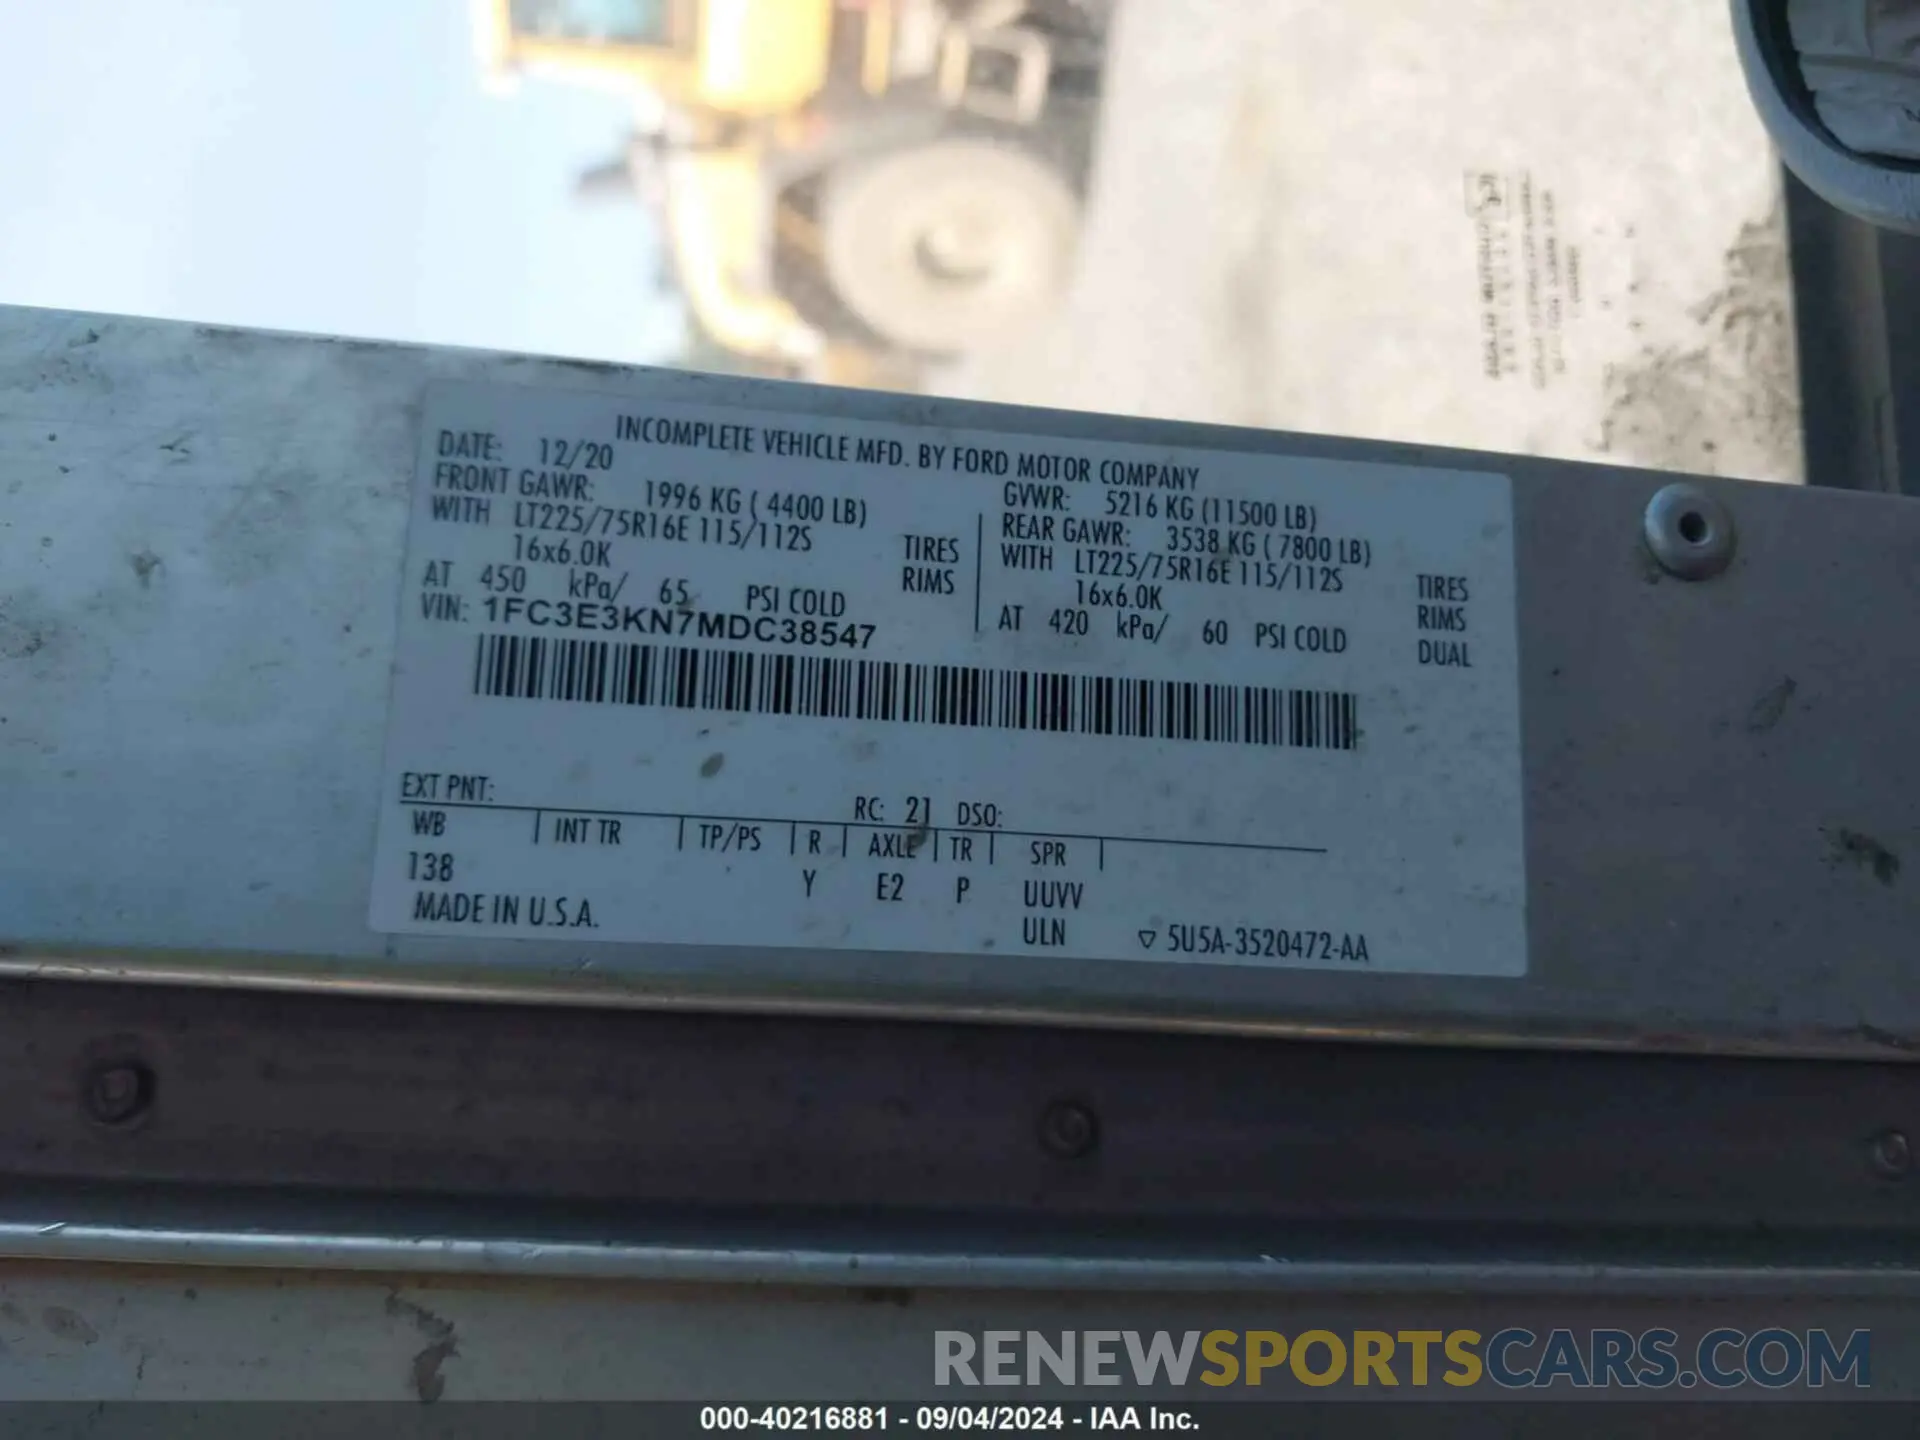 INCOMPLETE VEHICLE MFD. BY FORD MOTOR COMPANY
DATE: 12/20
GVWR: 5216 KG (11500 LB)
FRONT GAWR: 1996 KG ( 4400 LB)
REAR GAWR: 3538 KG ( 7800 LB)
WITH LT225/75R16E 115/112S TIRES
WITH LT225/75R16E 115/112S TIRES
16x6.0K RIMS
16x6.0K RIMS
AT 450 kPa/ 65 PSI COLD
AT 420 kPa/ 60 PSI COLD DUAL
VIN: 1FC3E3KN7MDC38547
EXT PNT: RC: 21 DSO:
WB | INT TR | TP/PS | R | AXLE | TR | SPR |
138 Y E2 P UUVV
MADE IN U.S.A. ULN ▽ 5U5A-3520472-AA
RENEWSPORTSCARS.COM
000-40216881 - 09/04/2024 - IAA Inc.